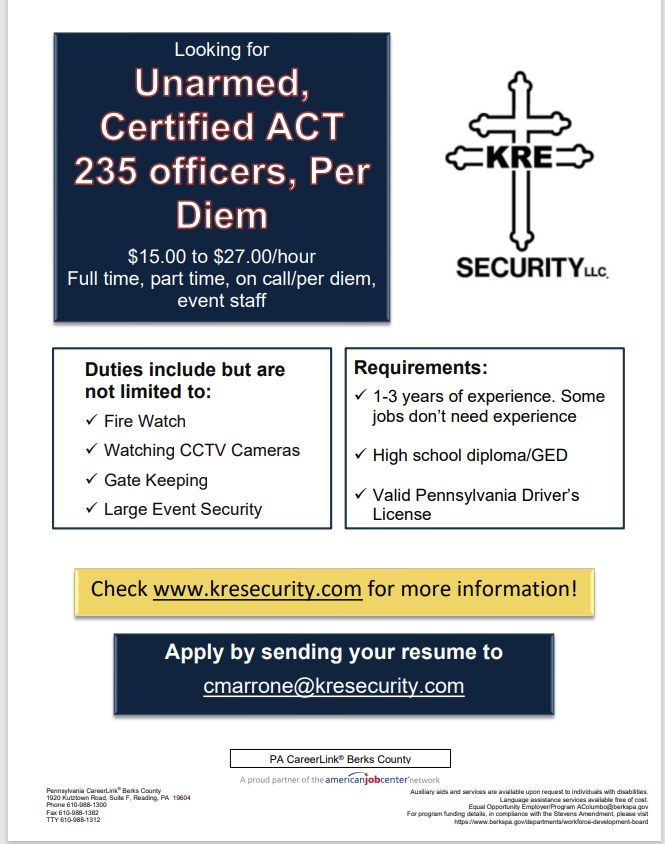 Looking for
Unarmed,
Certified ACT
235 officers, Per
Diem
$15.00 to $27.00/hour
Full time, part time, on call/per diem,
event staff
KRE
SECURITY LLC.
Duties include but are
not limited to:
✓ Fire Watch
✓ Watching CCTV Cameras
✓ Gate Keeping
✓ Large Event Security
Requirements:
✓ 1-3 years of experience. Some
jobs don’t need experience
✓ High school diploma/GED
✓ Valid Pennsylvania Driver’s
License
Check www.kresecurity.com for more information!
Apply by sending your resume to
cmarrone@kresecurity.com
PA CareerLink® Berks County
A proud partner of the americanjobcenter network
Pennsylvania CareerLink® Berks County
1920 Kutztown Road, Suite F, Reading, PA 19604
Phone 610-988-1300
Fax 610-988-1382
TTY 610-988-1312
Auxiliary aids and services are available upon request to individuals with disabilities.
Language assistance services available free of cost.
Equal Opportunity Employer/Program AColumbo@berkspa.gov
For program funding details, in compliance with the Stevens Amendment, please visit
https://www.berkspa.gov/departments/workforce-development-board